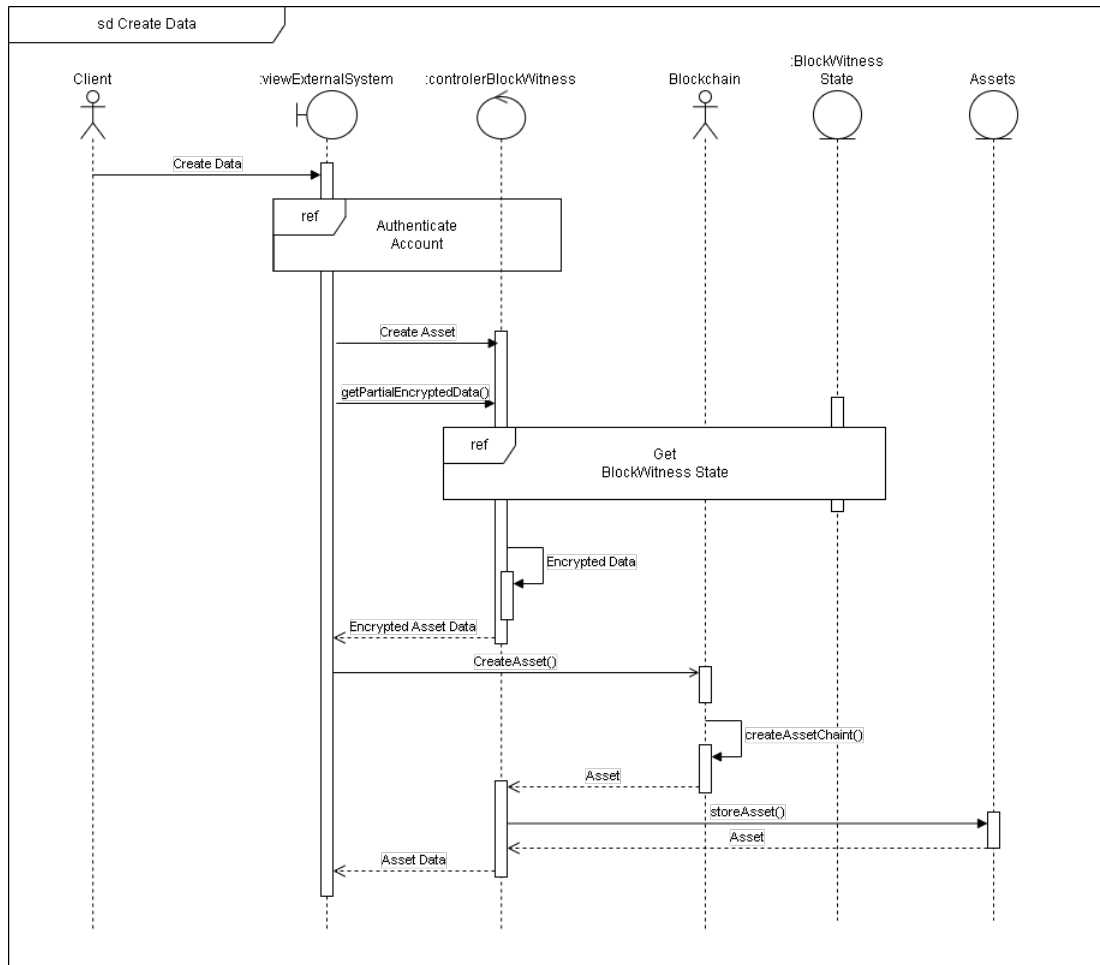 sd Create Data
Client
:viewExternalSystem
:controlerBlockWitness
Blockchain
:BlockWitness
State
Assets
Create Data
ref
Authenticate
Account
Create Asset
getPartialEncryptedData()
ref
Get
BlockWitness State
Encrypted Data
Encrypted Asset Data
CreateAsset()
createAssetChaint()
Asset
storeAsset()
Asset
Asset Data